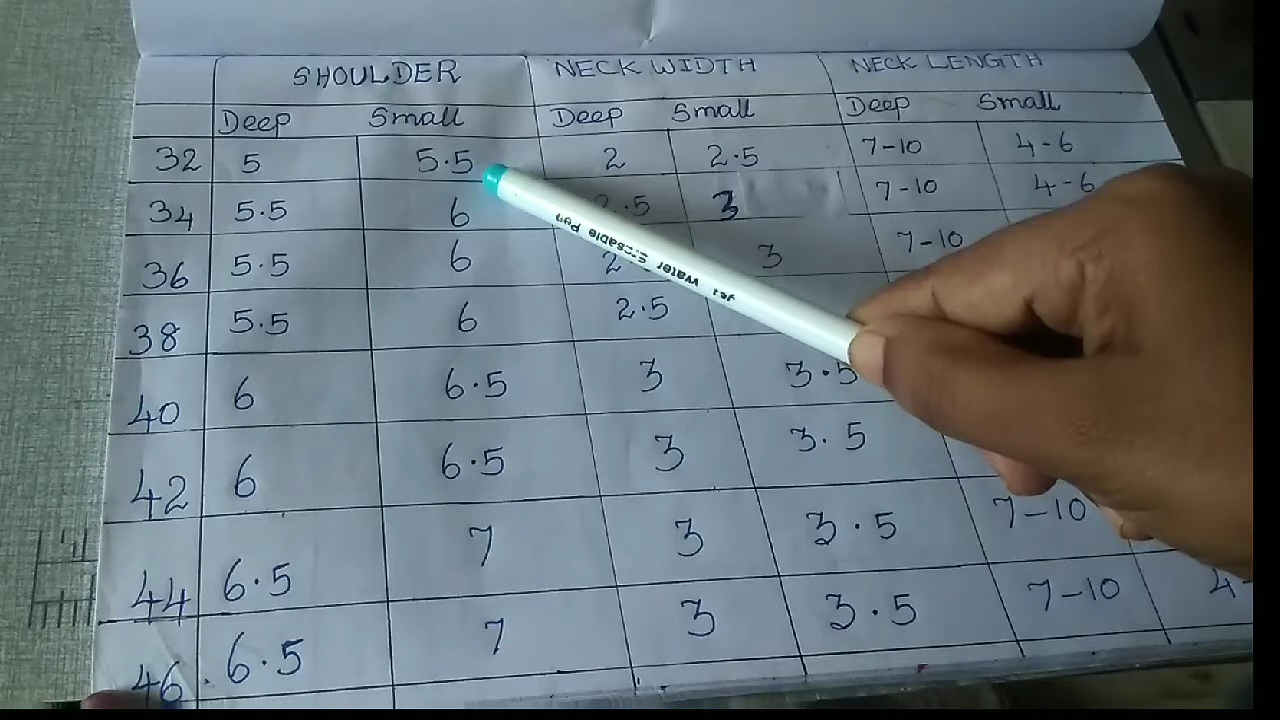 SHOULDER NECK WIDTH NECK LENGTH
Deep Small Deep Small Deep Small
32 5 5.5 2 2.5 7-10 4-6
34 5.5 6 2.5 3 7-10 4-6
36 5.5 6 2 3 7-10
38 5.5 6 2.5
40 6 6.5 3 3.5
42 6 6.5 3 3.5
44 6.5 7 3 3.5 7-10
46 6.5 7 3 3.5 7-10 4-
Water Erasable Pen